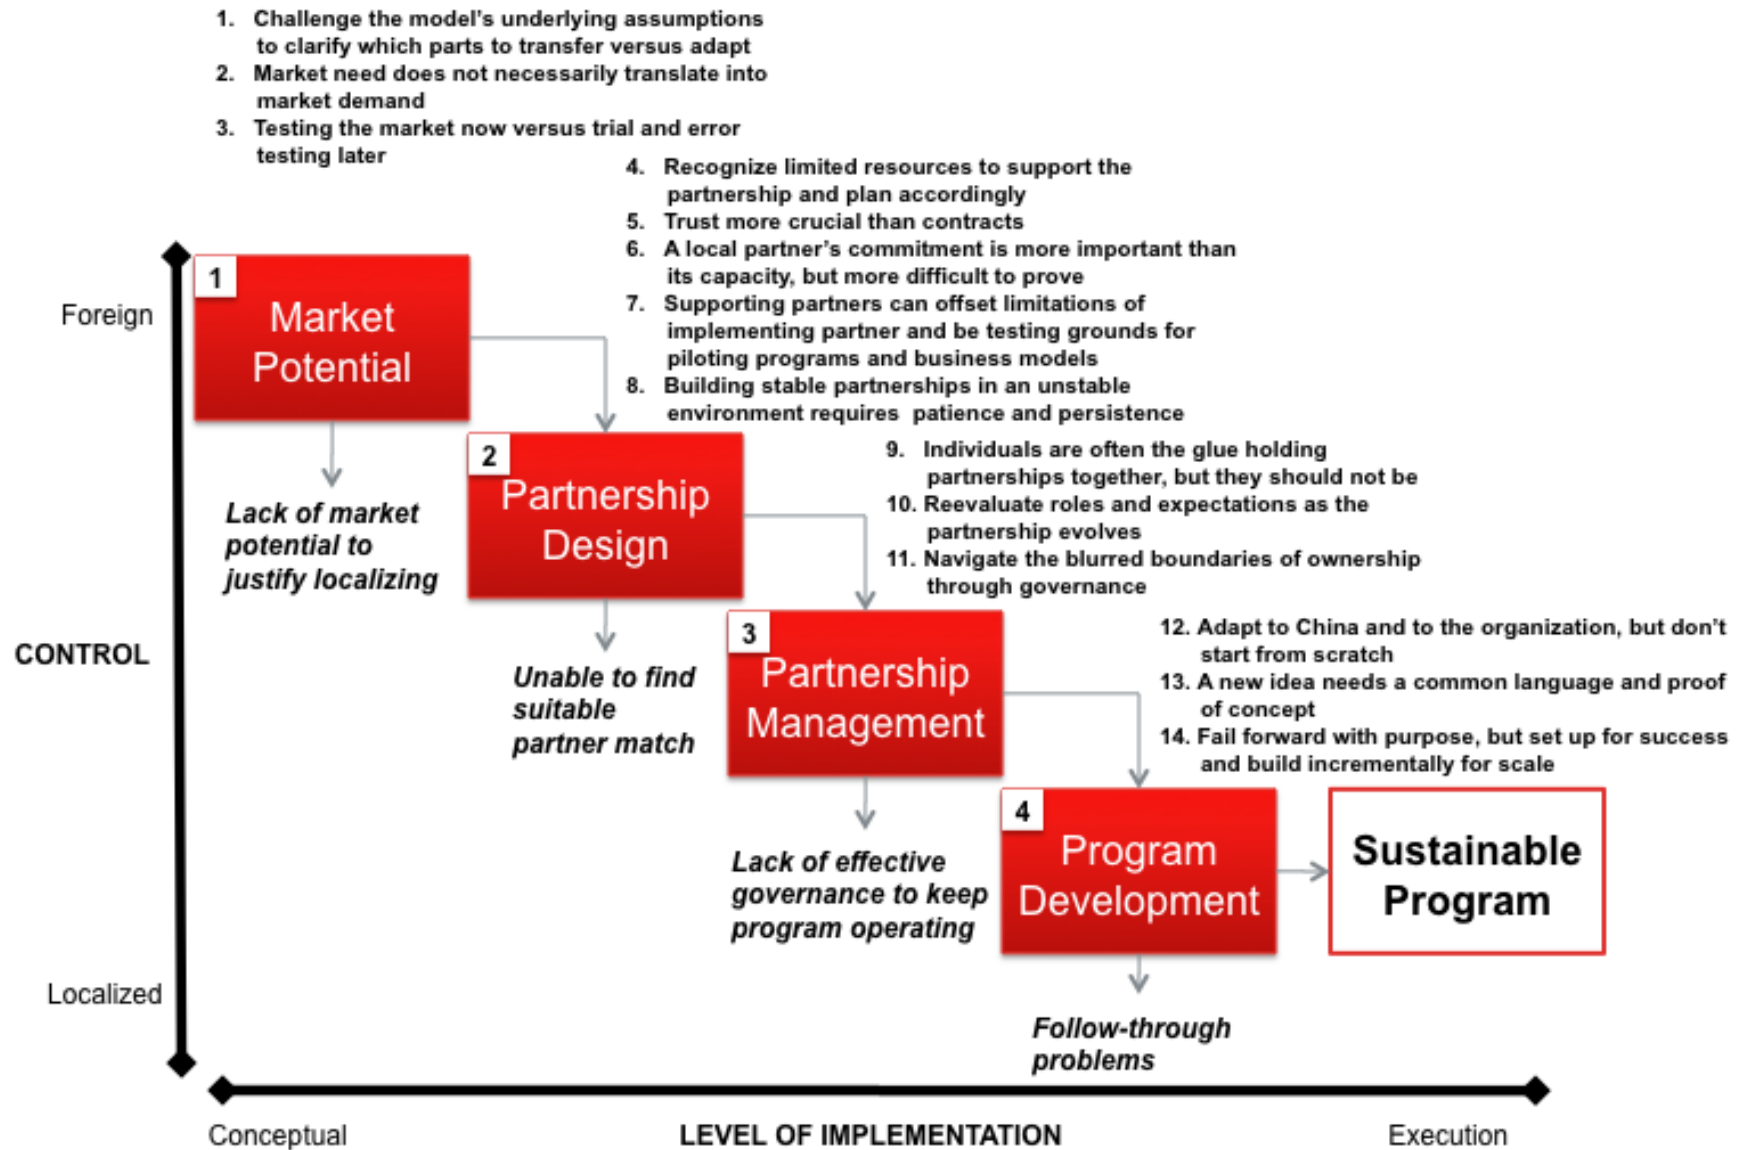 1. Challenge the model's underlying assumptions
to clarify which parts to transfer versus adapt
2. Market need does not necessarily translate into
market demand
3. Testing the market now versus trial and error
testing later
4. Recognize limited resources to support the
partnership and plan accordingly
5. Trust more crucial than contracts
6. A local partner's commitment is more important than
its capacity, but more difficult to prove
7. Supporting partners can offset limitations of
implementing partner and be testing grounds for
piloting programs and business models
8. Building stable partnerships in an unstable
environment requires patience and persistence
9. Individuals are often the glue holding
partnerships together, but they should not be
10. Reevaluate roles and expectations as the
partnership evolves
11. Navigate the blurred boundaries of ownership
through governance
12. Adapt to China and to the organization, but don't
start from scratch
13. A new idea needs a common language and proof
of concept
14. Fail forward with purpose, but set up for success
and build incrementally for scale
CONTROL
Foreign
Localized
1
Market
Potential
Lack of market
potential to
justify localizing
2
Partnership
Design
Unable to find
suitable
partner match
3
Partnership
Management
Lack of effective
governance to keep
program operating
4
Program
Development
Follow-through
problems
Sustainable
Program
Conceptual
LEVEL OF IMPLEMENTATION
Execution